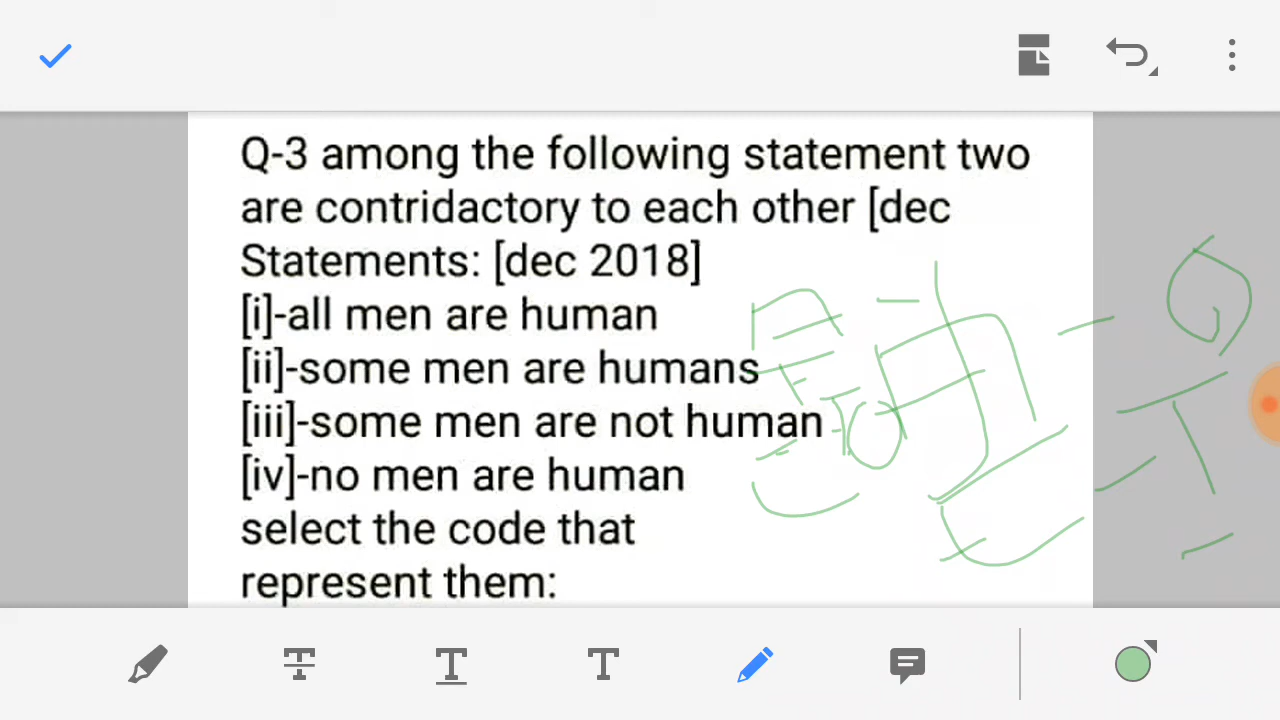 Q-3 among the following statement two
are contridactory to each other [dec
Statements: [dec 2018]
[i]-all men are human
[ii]-some men are humans
[iii]-some men are not human
[iv]-no men are human
select the code that
represent them: